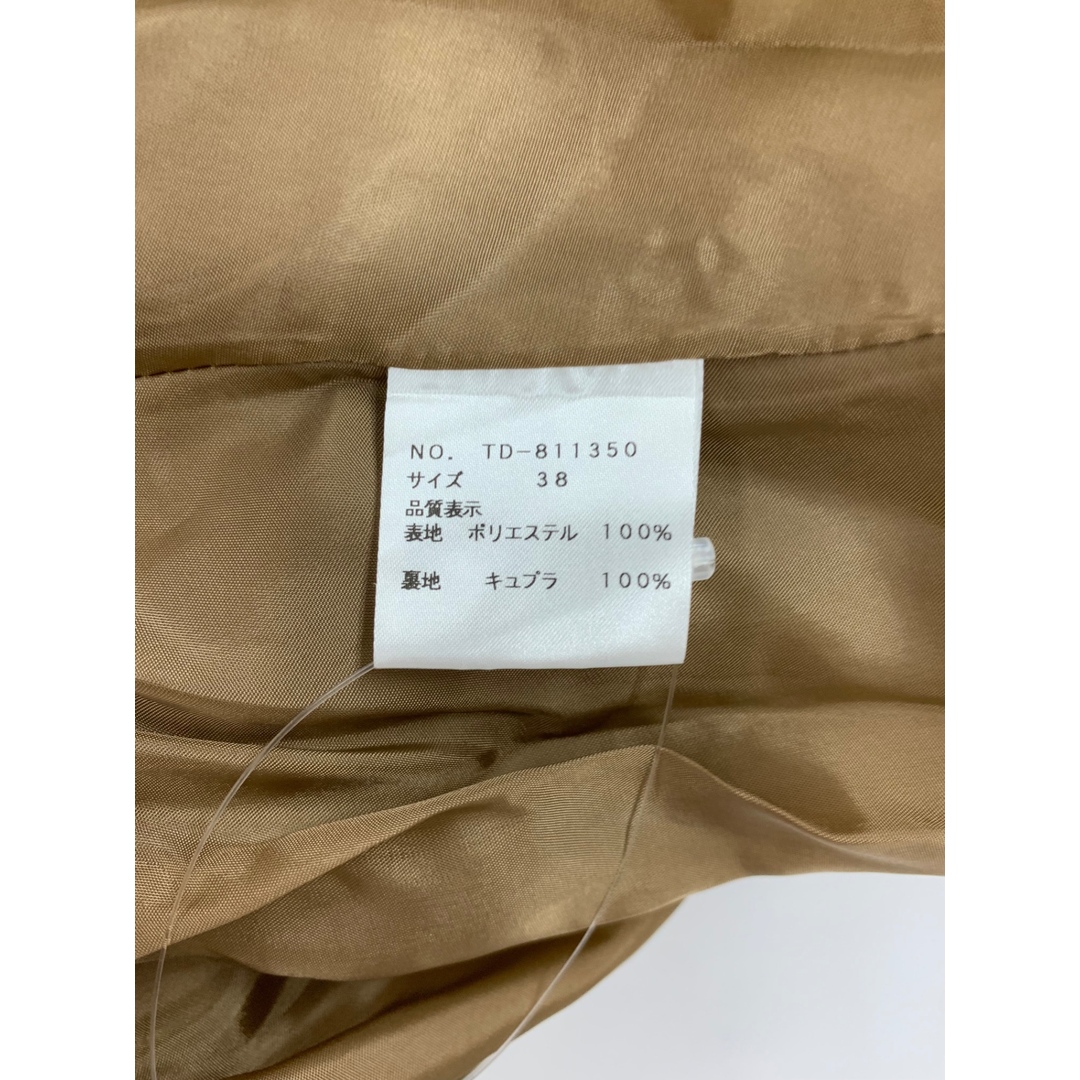 NO. TD-811350
サイズ 38
品質表示
表地 ポリエステル 100%
裏地 キュプラ 100%